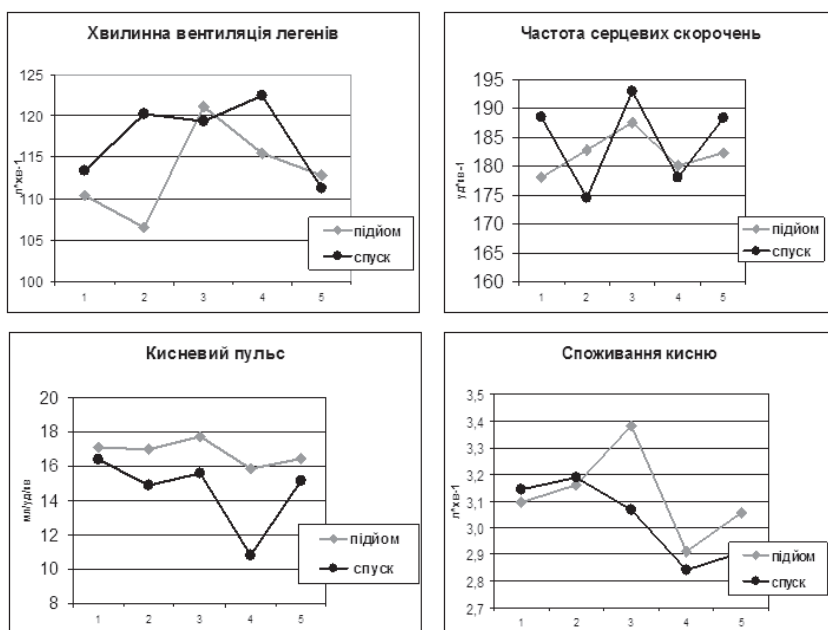 Хвилинна вентиляція легенів
125
120
115
110
105
100
л*хв-1
1 2 3 4 5
підйом
спуск
Частота серцевих скорочень
195
190
185
180
175
170
165
160
уд*хв-1
1 2 3 4 5
підйом
спуск
Кисневий пульс
20
18
16
14
12
10
8
мл/уд/хв
1 2 3 4 5
підйом
спуск
Споживання кисню
3,5
3,4
3,3
3,2
3,1
3,0
2,9
2,8
2,7
л*хв-1
1 2 3 4 5
підйом
спуск